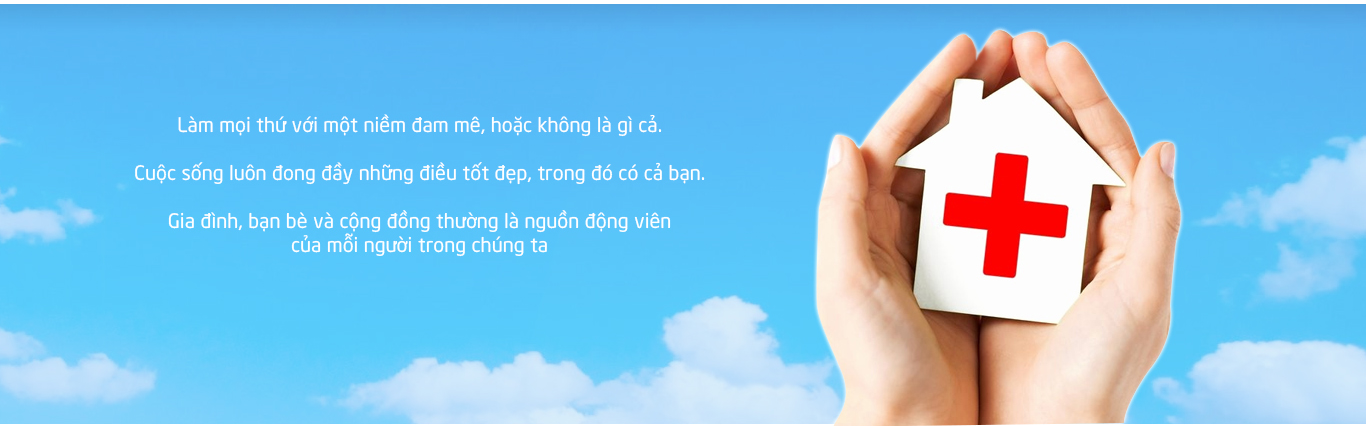 Làm mọi thứ với một niềm đam mê, hoặc không là gì cả.
Cuộc sống luôn đong đầy những điều tốt đẹp, trong đó có cả bạn.
Gia đình, bạn bè và cộng đồng thường là nguồn động viên
của mỗi người trong chúng ta